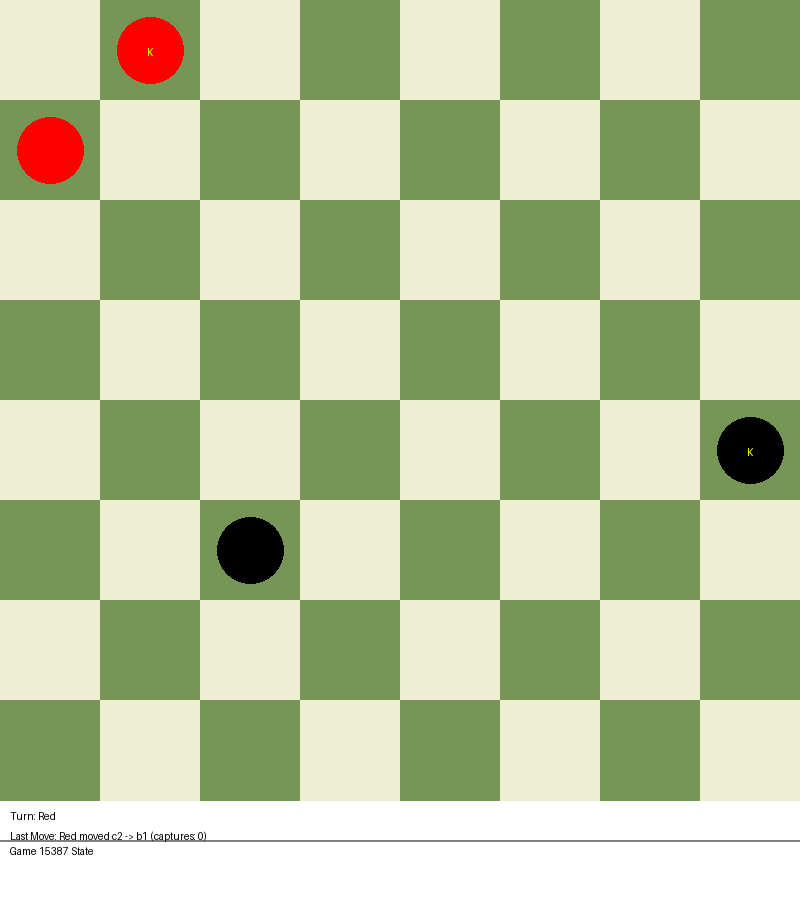 K
K
Turn: Red
Last Move: Red moved c2 -> b1 (captures: 0)
Game 15387 State